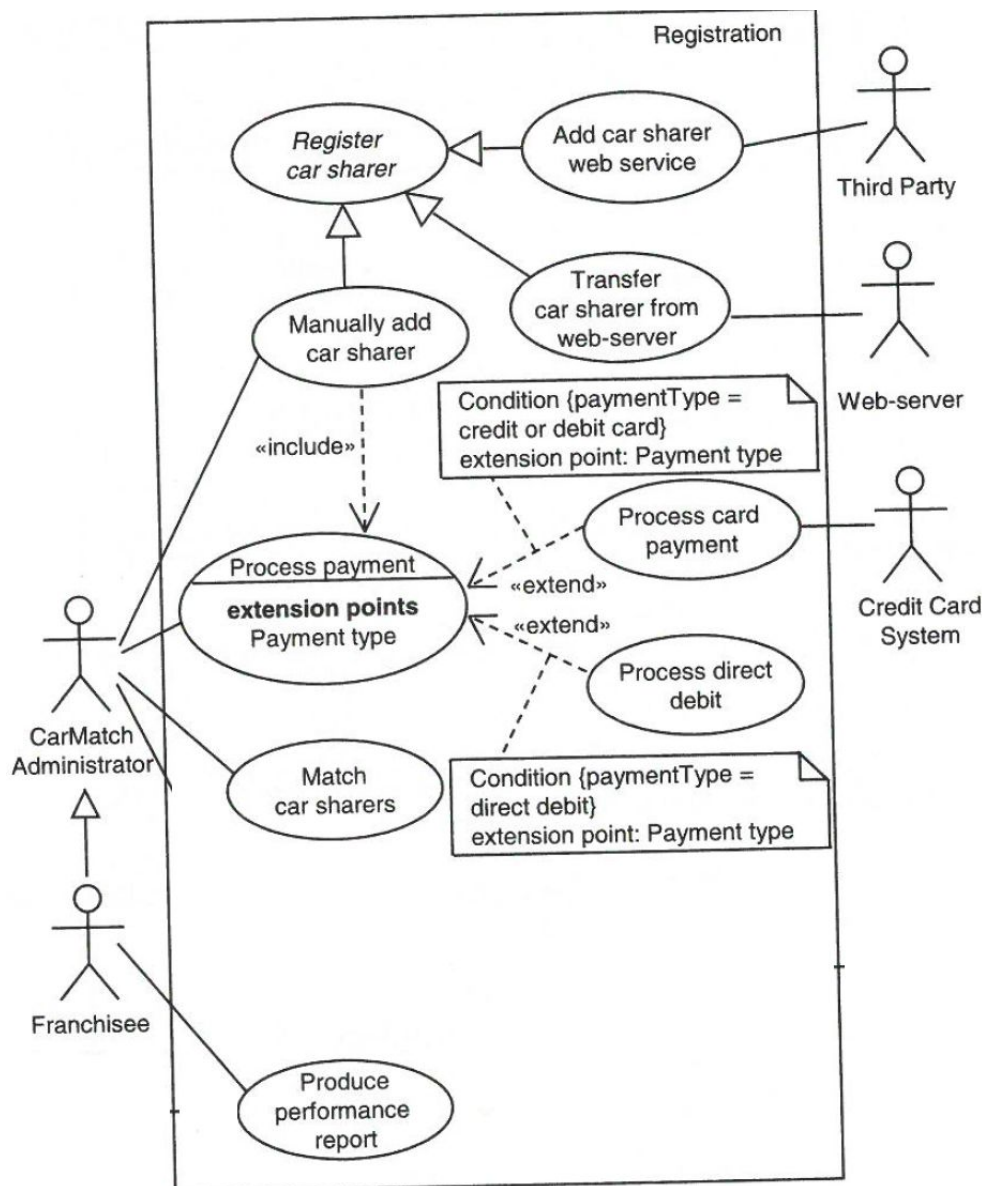 Registration
Register
car sharer
Add car sharer
web service
Third Party
Transfer
car sharer from
web-server
Manually add
car sharer
Web-server
Condition {paymentType =
credit or debit card}
extension point: Payment type
«include»
Process card
payment
Process payment
«extend»
extension points
Payment type
«extend»
Credit Card
System
Process direct
debit
CarMatch
Administrator
Match
car sharers
Condition {paymentType =
direct debit}
extension point: Payment type
Franchisee
Produce
performance
report